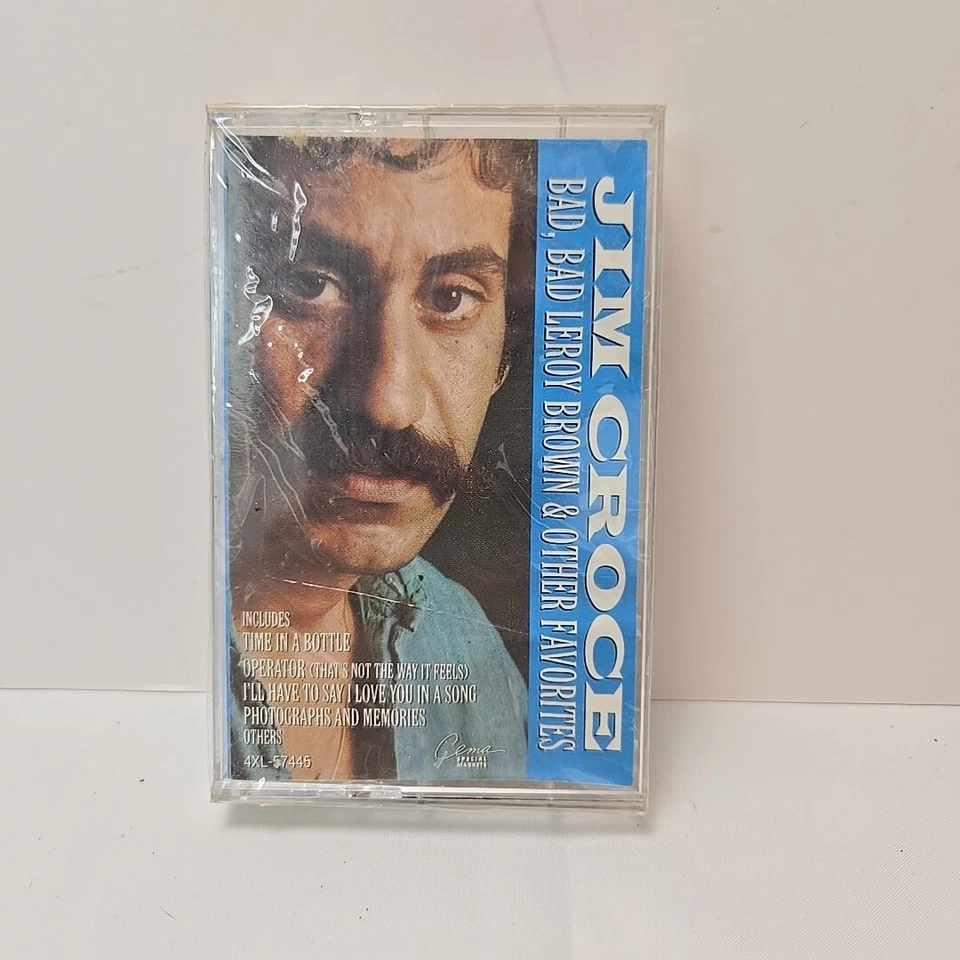 JIM CROCE
BAD, BAD LEROY BROWN & OTHER FAVORITES
INCLUDES
TIME IN A BOTTLE
OPERATOR (THAT'S NOT THE WAY IT FEELS)
I'LL HAVE TO SAY I LOVE YOU IN A SONG
PHOTOGRAPHS AND MEMORIES
OTHERS
4XL-57445
Cema
SPECIAL
MARKETS